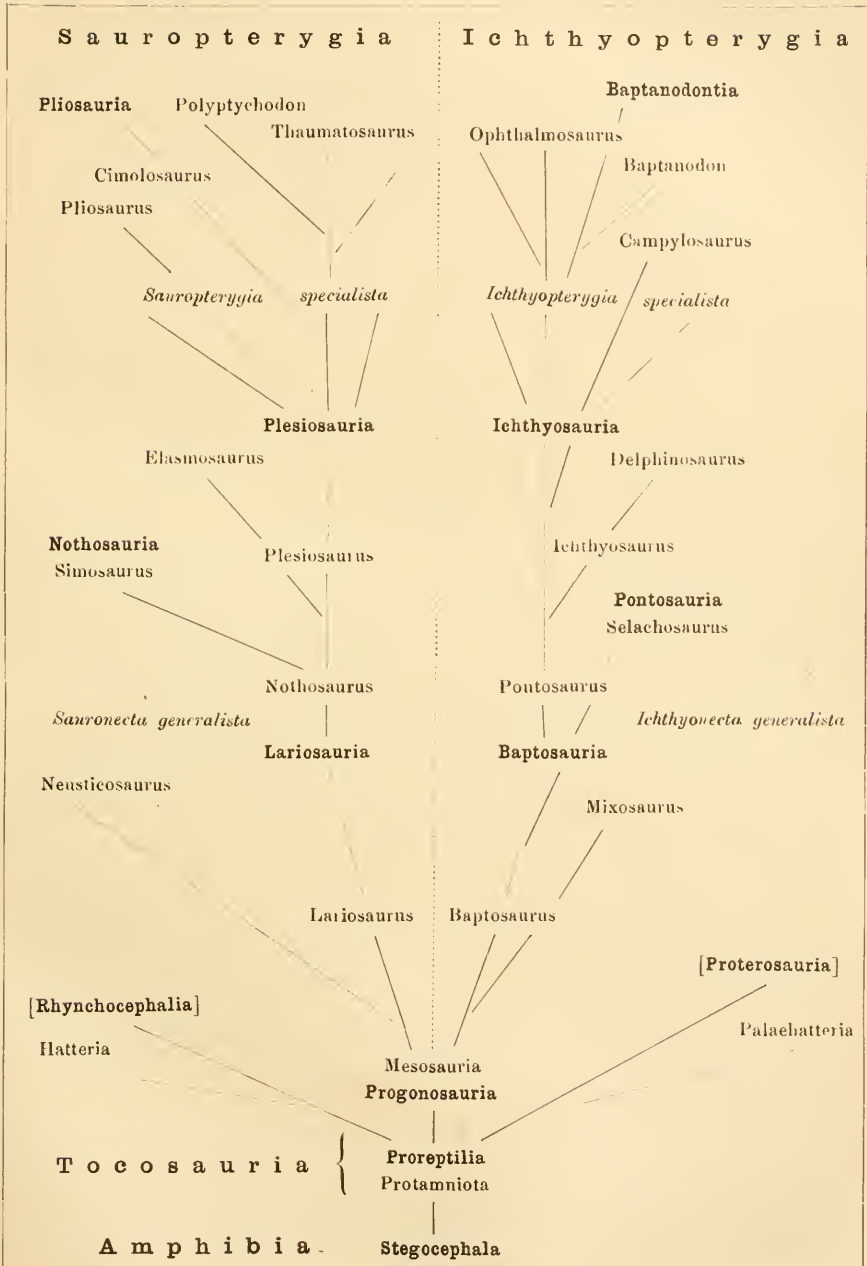 Sauropterygia Ichthyopterygia
Baptanodontia
Pliosauria Polyptychodon
Thaumatosaurus
Ophthalmosaurus
Baptanodon
Cimolosaurus
Pliosaurus
Campylosaurus
Sauropterygia specialista
Ichthyopterygia specialista
Plesiosauria
Ichthyosauria
Elasmosaurus
Delphinosaurus
Nothosauria
Simosaurus
Plesiosaurus
Ichthyosaurus
Pontosauria
Selachosaurus
Nothosaurus
Pontosaurus
Sauronecta generalista
Ichthyonecta generalista
Lariosauria
Baptosauria
Neusticosaurus
Mixosaurus
Lariosaurus
Baptosaurus
[Proterosauria]
[Rhynchocephalia]
Hatteria
Palaehatteria
Mesosauria
Progonosauria
Tocosauria { Proreptilia
Protamniota
Amphibia. Stegocephala